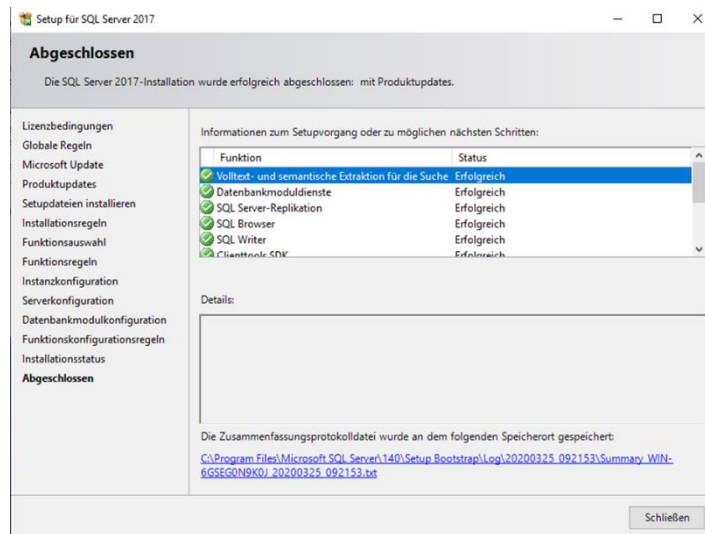 Setup für SQL Server 2017
Abgeschlossen
Die SQL Server 2017-Installation wurde erfolgreich abgeschlossen: mit Produktupdates.
Lizenzbedingungen
Globale Regeln
Microsoft Update
Produktupdates
Setupdateien installieren
Installationsregeln
Funktionsauswahl
Funktionsregeln
Instanzkonfiguration
Serverkonfiguration
Datenbankmodulkonfiguration
Funktionskonfigurationsregeln
Installationsstatus
Abgeschlossen
Informationen zum Setupvorgang oder zu möglichen nächsten Schritten:
Funktion Status
Volltext- und semantische Extraktion für die Suche Erfolgreich
Datenbankmoduldienste Erfolgreich
SQL Server-Replikation Erfolgreich
SQL Browser Erfolgreich
SQL Writer Erfolgreich
Clienttools SDK Erfolgreich
Details:
Die Zusammenfassungsprotokolldatei wurde an dem folgenden Speicherort gespeichert:
C:\Program Files\Microsoft SQL Server\140\Setup Bootstrap\Log\20200325_092153\Summary_WIN-
6GSEG0N9K0J_20200325_092153.txt
Schließen